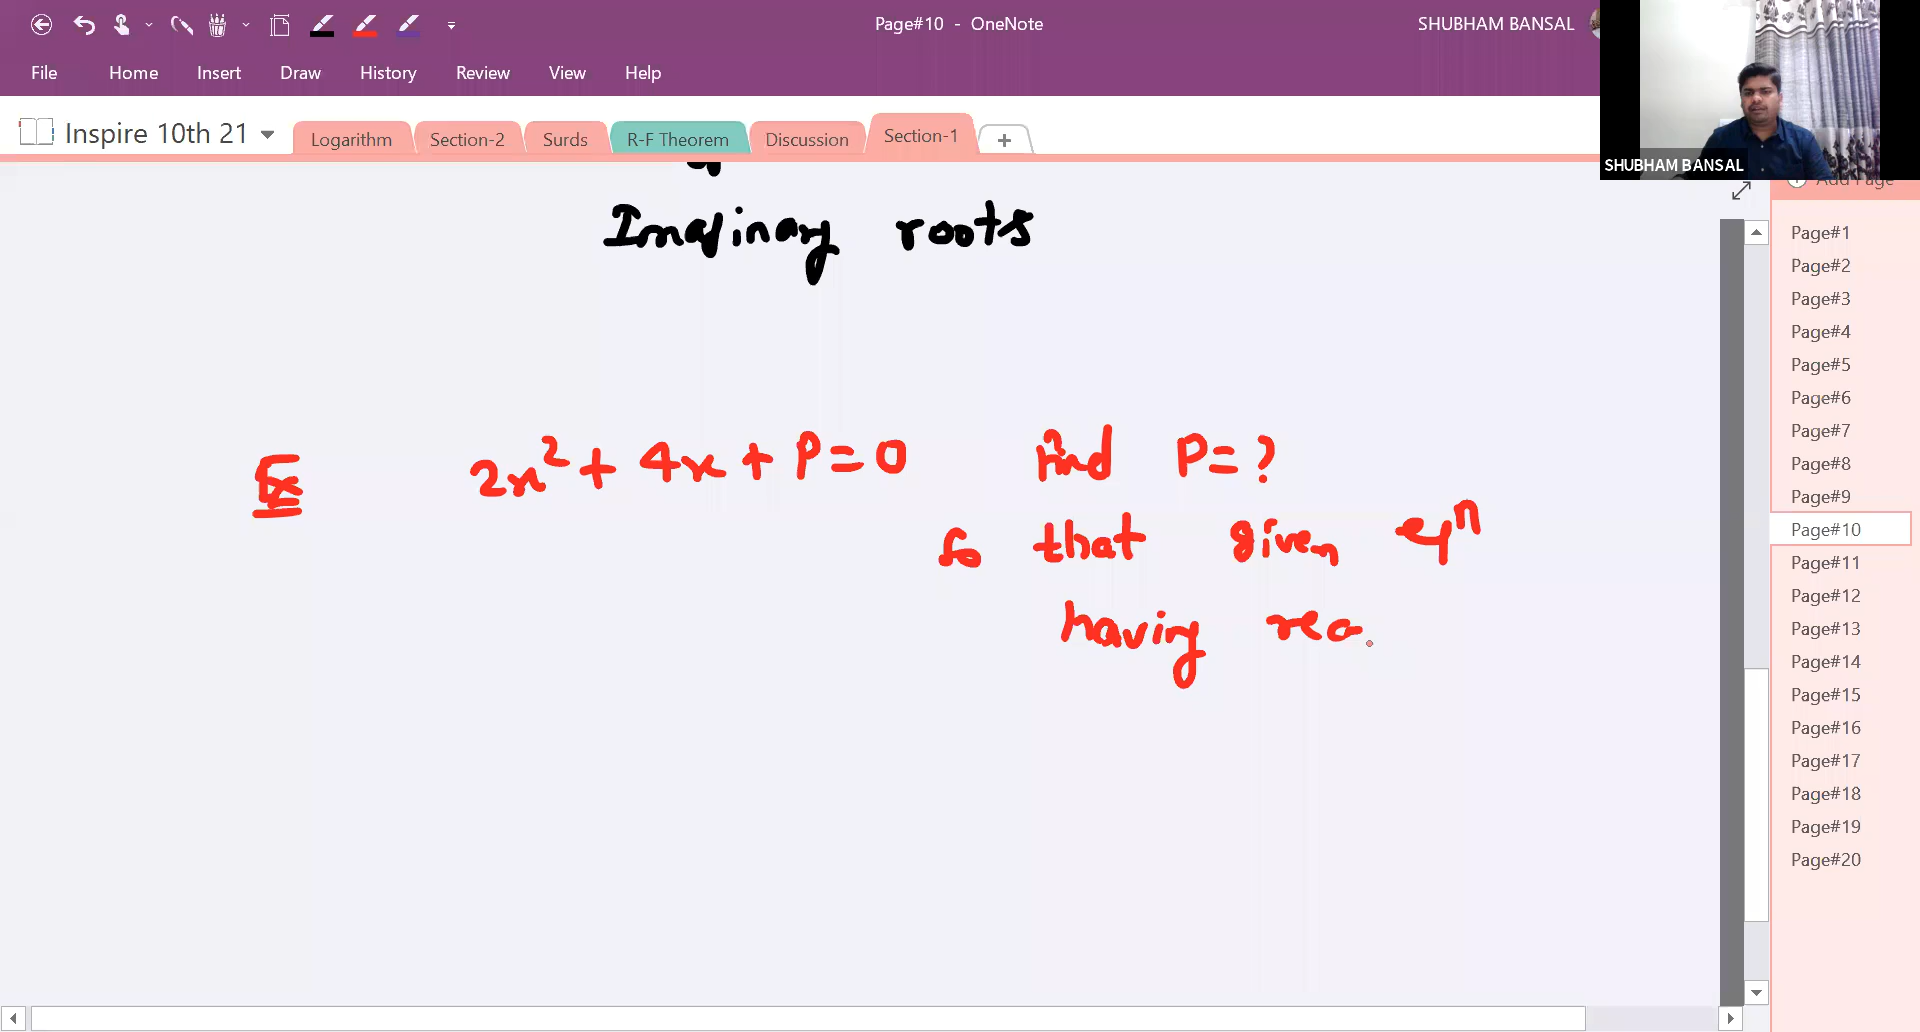 Page#10 - OneNote
SHUBHAM BANSAL
File Home Insert Draw History Review View Help
Inspire 10th 21
Logarithm Section-2 Surds R-F Theorem Discussion Section-1 +
SHUBHAM BANSAL
Add Page
Imaginary roots
Ex 2x² + 4x + P = 0 Find P = ?
so that given eqⁿ
having rea
Page#1
Page#2
Page#3
Page#4
Page#5
Page#6
Page#7
Page#8
Page#9
Page#10
Page#11
Page#12
Page#13
Page#14
Page#15
Page#16
Page#17
Page#18
Page#19
Page#20